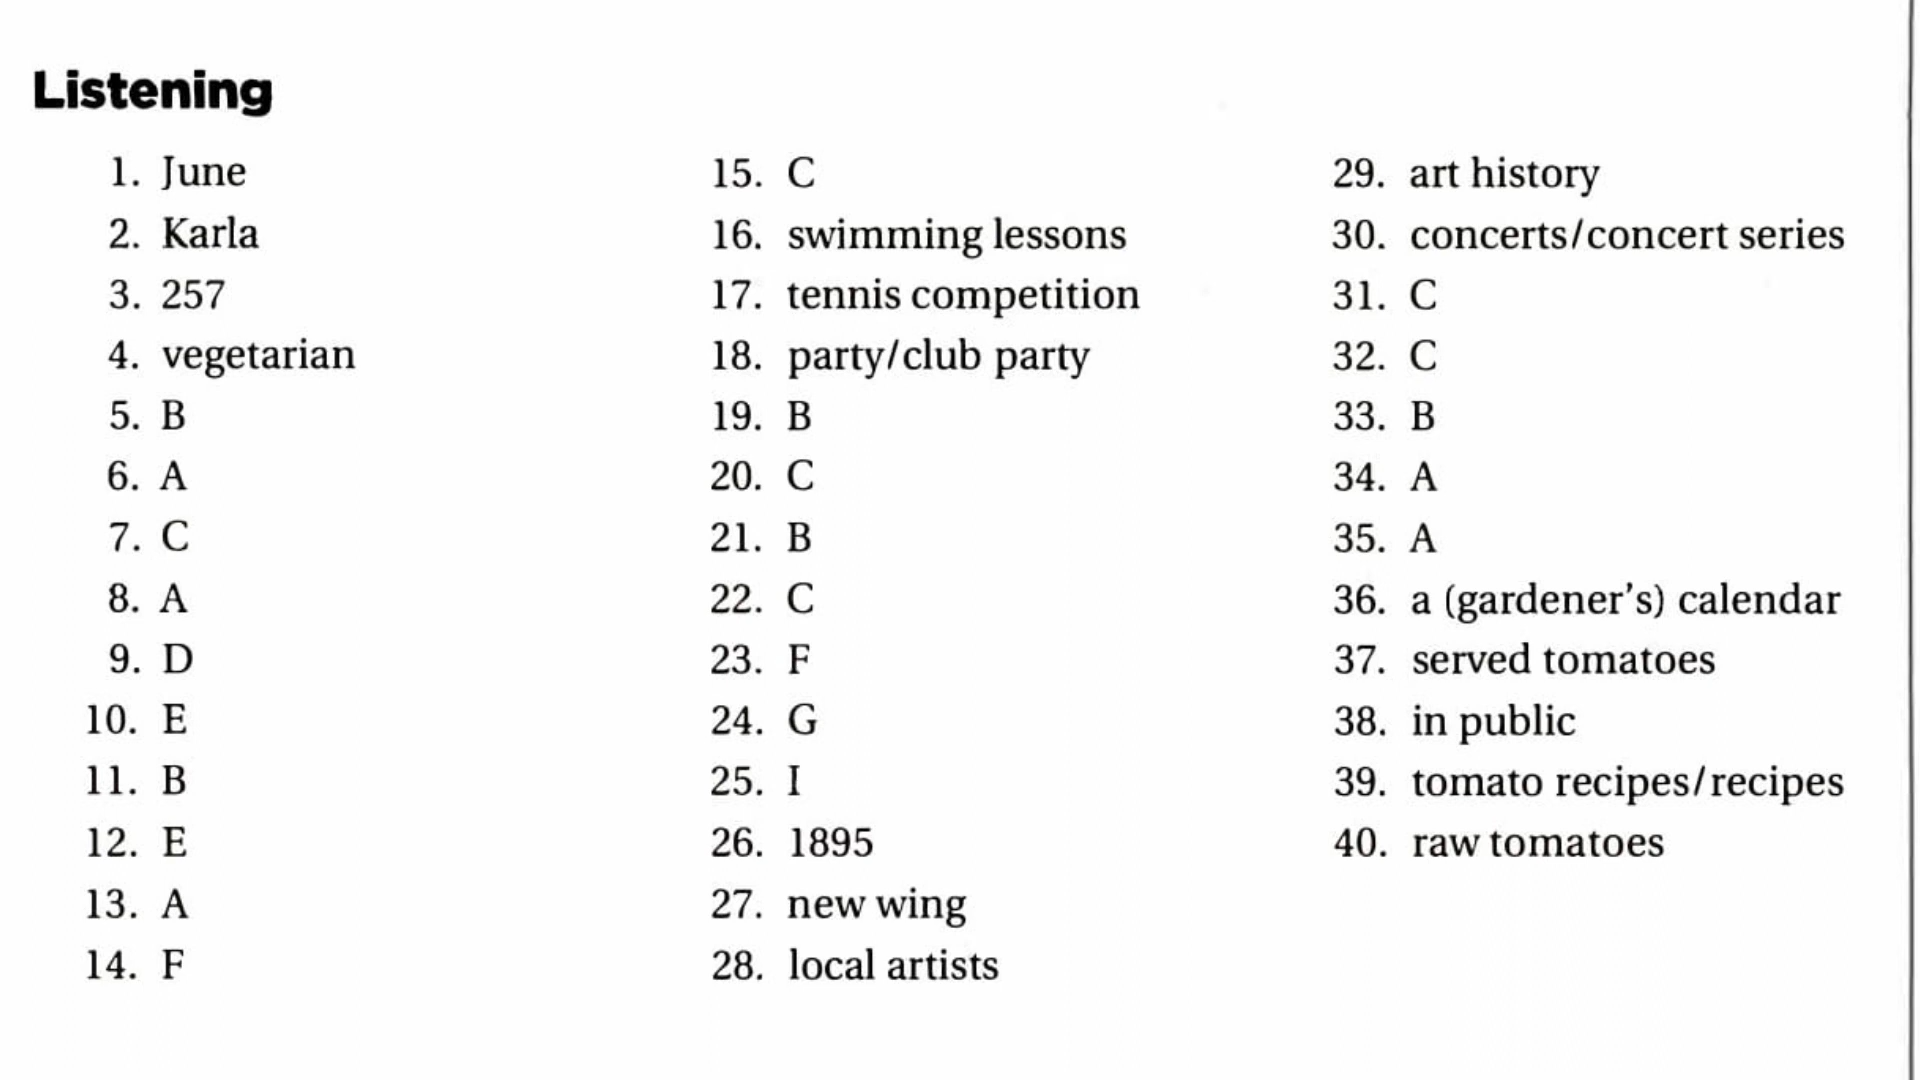 Listening
1. June
2. Karla
3. 257
4. vegetarian
5. B
6. A
7. C
8. A
9. D
10. E
11. B
12. E
13. A
14. F
15. C
16. swimming lessons
17. tennis competition
18. party/club party
19. B
20. C
21. B
22. C
23. F
24. G
25. I
26. 1895
27. new wing
28. local artists
29. art history
30. concerts/concert series
31. C
32. C
33. B
34. A
35. A
36. a (gardener's) calendar
37. served tomatoes
38. in public
39. tomato recipes/recipes
40. raw tomatoes